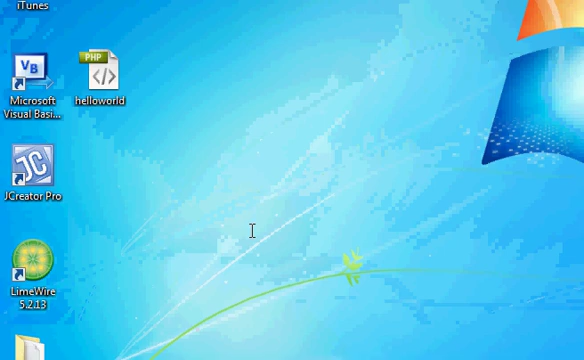 iTunes
VB
PHP
</>
Microsoft
Visual Basi...
helloworld
JC
JCreator Pro
LimeWire
5.2.13